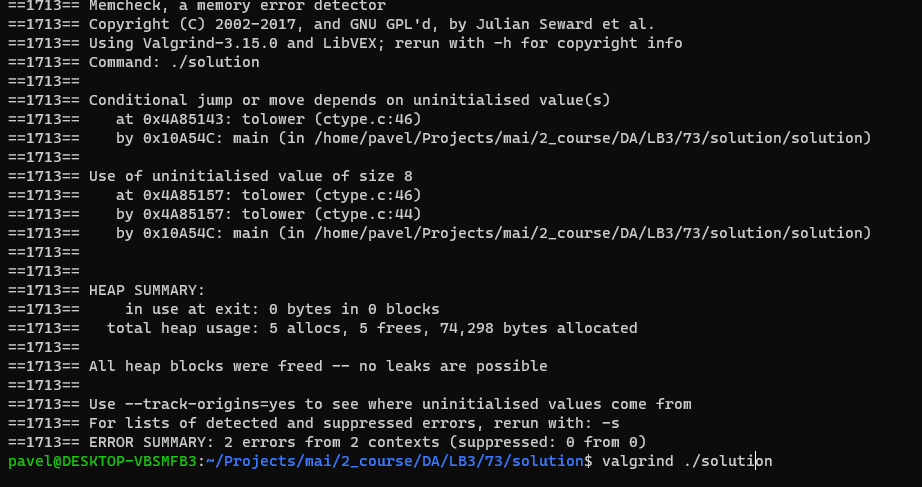 ==1713== Memcheck, a memory error detector
==1713== Copyright (C) 2002-2017, and GNU GPL'd, by Julian Seward et al.
==1713== Using Valgrind-3.15.0 and LibVEX; rerun with -h for copyright info
==1713== Command: ./solution
==1713==
==1713== Conditional jump or move depends on uninitialised value(s)
==1713==    at 0x4A85143: tolower (ctype.c:46)
==1713==    by 0x10A54C: main (in /home/pavel/Projects/mai/2_course/DA/LB3/73/solution/solution)
==1713==
==1713== Use of uninitialised value of size 8
==1713==    at 0x4A85157: tolower (ctype.c:46)
==1713==    by 0x4A85157: tolower (ctype.c:44)
==1713==    by 0x10A54C: main (in /home/pavel/Projects/mai/2_course/DA/LB3/73/solution/solution)
==1713==
==1713==
==1713== HEAP SUMMARY:
==1713==     in use at exit: 0 bytes in 0 blocks
==1713==   total heap usage: 5 allocs, 5 frees, 74,298 bytes allocated
==1713==
==1713== All heap blocks were freed -- no leaks are possible
==1713==
==1713== Use --track-origins=yes to see where uninitialised values come from
==1713== For lists of detected and suppressed errors, rerun with: -s
==1713== ERROR SUMMARY: 2 errors from 2 contexts (suppressed: 0 from 0)
pavel@DESKTOP-VBSMFB3:~/Projects/mai/2_course/DA/LB3/73/solution$ valgrind ./solution